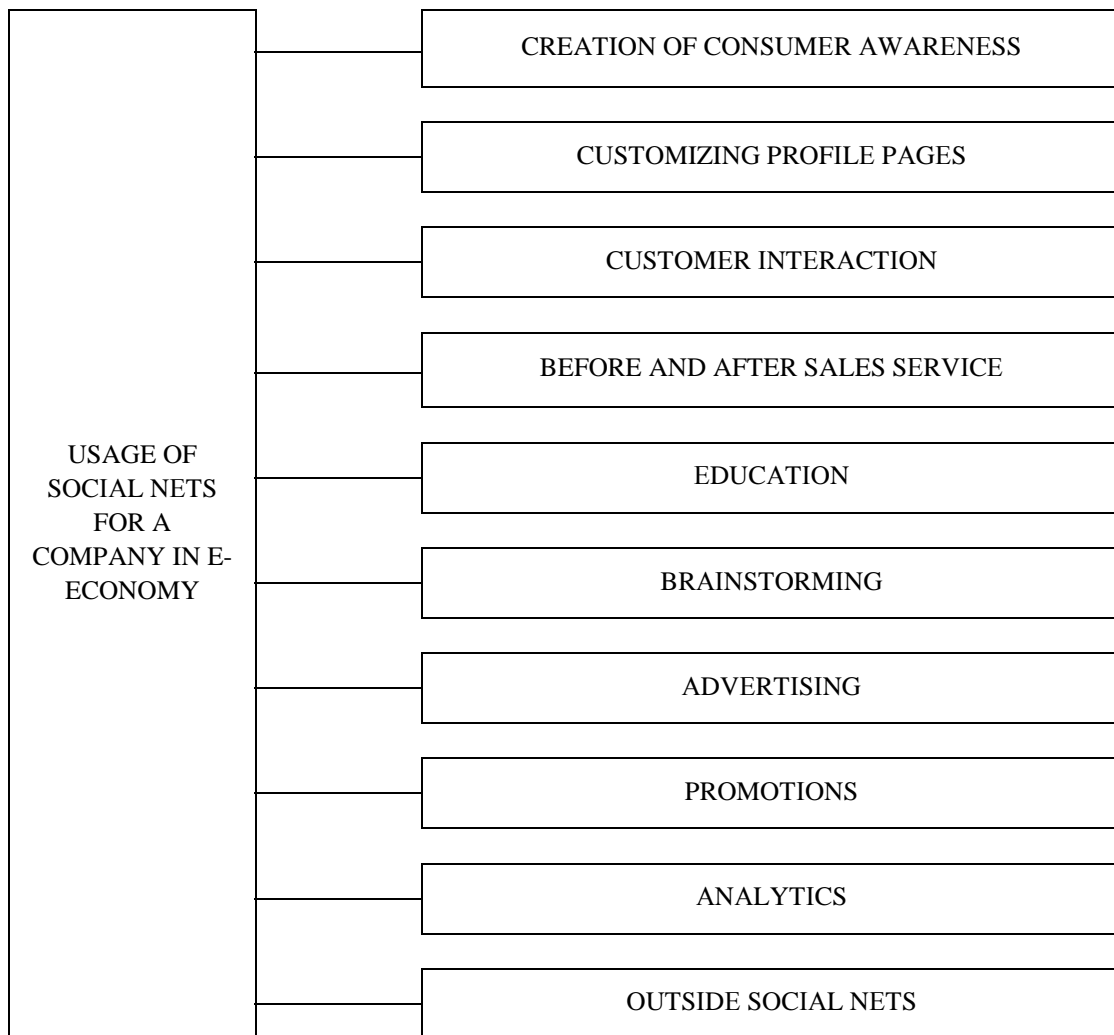 USAGE OF
SOCIAL NETS
FOR A
COMPANY IN E-
ECONOMY
CREATION OF CONSUMER AWARENESS
CUSTOMIZING PROFILE PAGES
CUSTOMER INTERACTION
BEFORE AND AFTER SALES SERVICE
EDUCATION
BRAINSTORMING
ADVERTISING
PROMOTIONS
ANALYTICS
OUTSIDE SOCIAL NETS